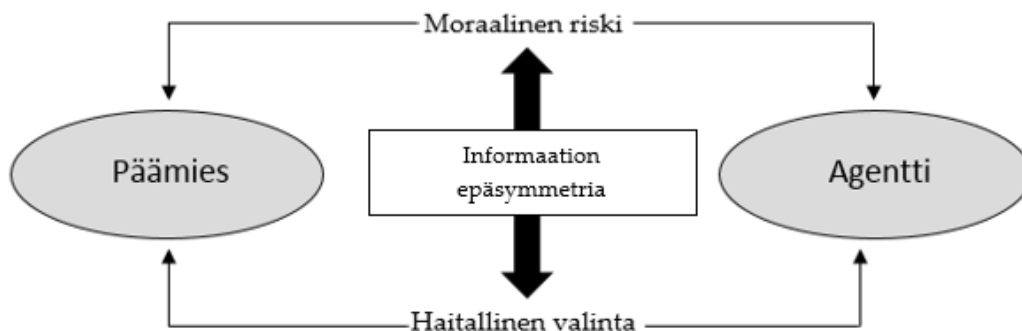 Moraalinen riski
Päämies
Informaation
epäsymmetria
Agentti
Haitallinen valinta